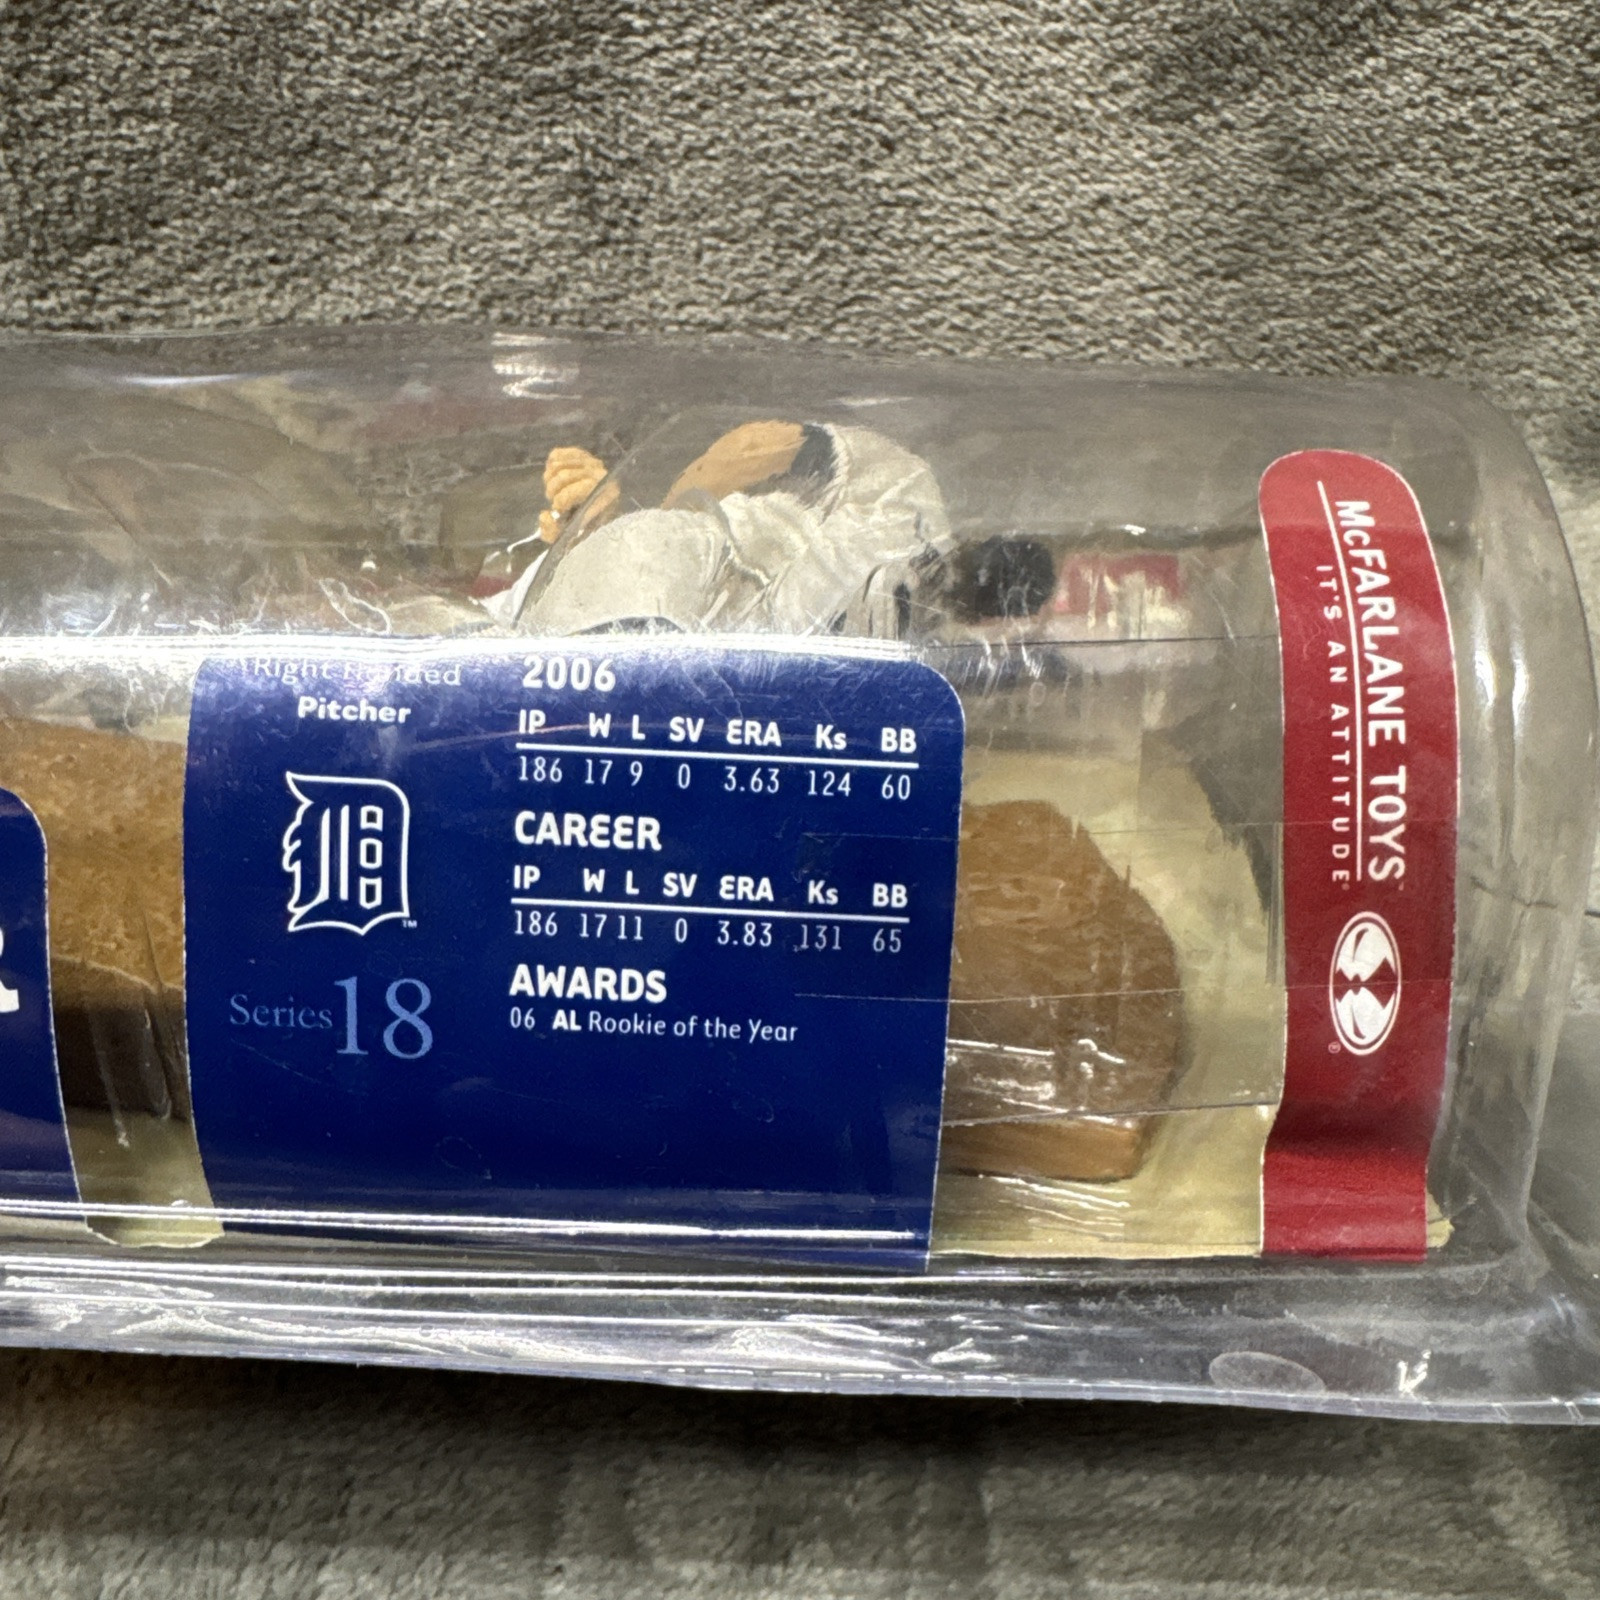 Right Handed
Pitcher
Series 18
2006
IP W L SV ERA Ks BB
186 17 9 0 3.63 124 60
CAREER
IP W L SV ERA Ks BB
186 17 11 0 3.83 131 65
AWARDS
06 AL Rookie of the Year
McFARLANE TOYS™
IT'S AN ATTITUDE®
R